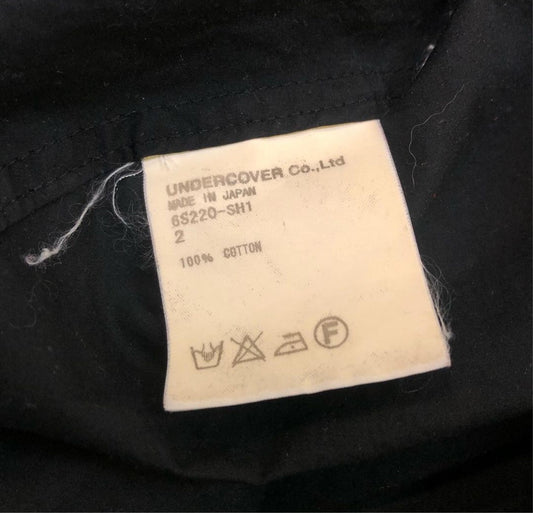 UNDERCOVER Co.,Ltd
MADE IN JAPAN
6S220-SH1
2
100% COTTON
F